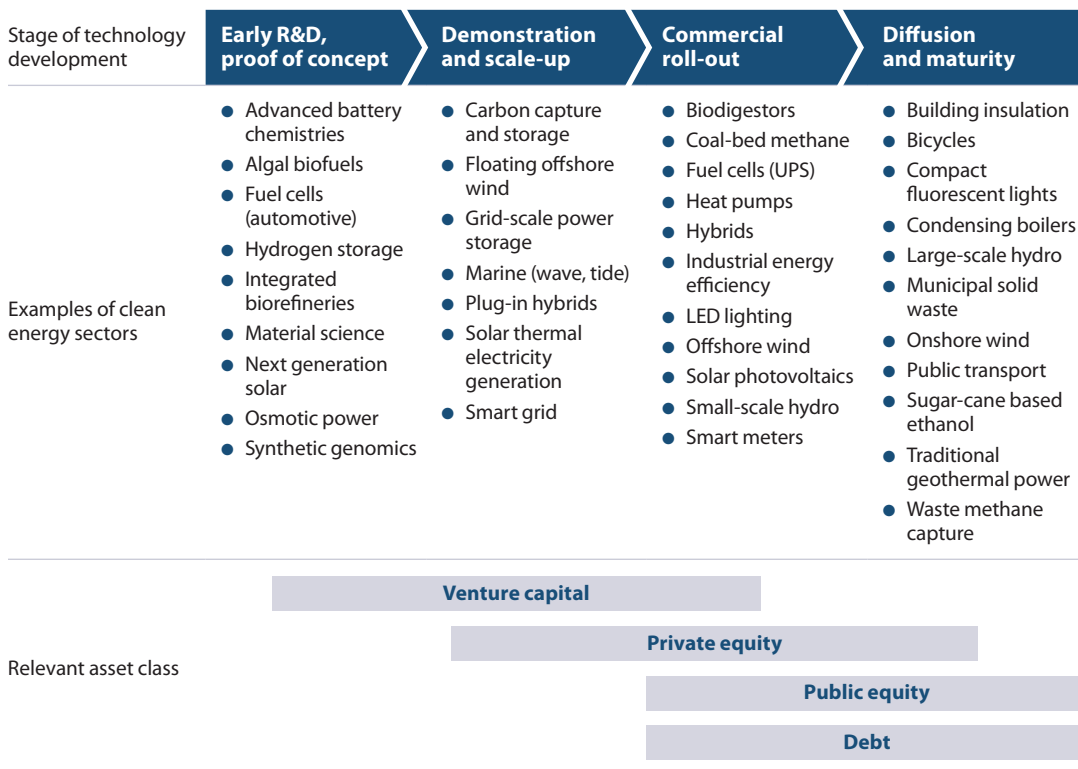 Stage of technology
development
Early R&D,
proof of concept
Demonstration
and scale-up
Commercial
roll-out
Diffusion
and maturity
Examples of clean
energy sectors
Advanced battery
chemistries
Algal biofuels
Fuel cells
(automotive)
Hydrogen storage
Integrated
biorefineries
Material science
Next generation
solar
Osmotic power
Synthetic genomics
Carbon capture
and storage
Floating offshore
wind
Grid-scale power
storage
Marine (wave, tide)
Plug-in hybrids
Solar thermal
electricity
generation
Smart grid
Biodigestors
Coal-bed methane
Fuel cells (UPS)
Heat pumps
Hybrids
Industrial energy
efficiency
LED lighting
Offshore wind
Solar photovoltaics
Small-scale hydro
Smart meters
Building insulation
Bicycles
Compact
fluorescent lights
Condensing boilers
Large-scale hydro
Municipal solid
waste
Onshore wind
Public transport
Sugar-cane based
ethanol
Traditional
geothermal power
Waste methane
capture
Relevant asset class
Venture capital
Private equity
Public equity
Debt